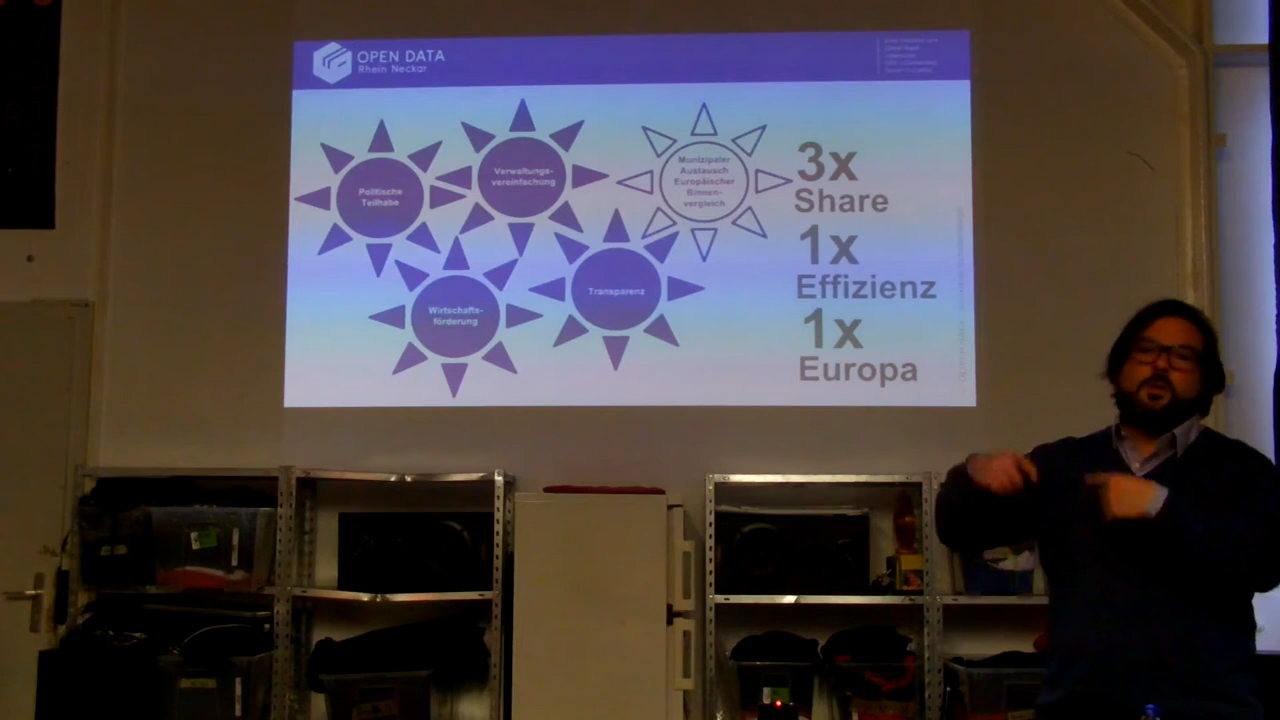 OPEN DATA
Rhein Neckar
Politische
Teilhabe
Verwaltungs-
vereinfachung
Munizipaler
Austausch
Europäischer
Binnen-
vergleich
Wirtschafts-
förderung
Transparenz
3x
Share
1x
Effizienz
1x
Europa